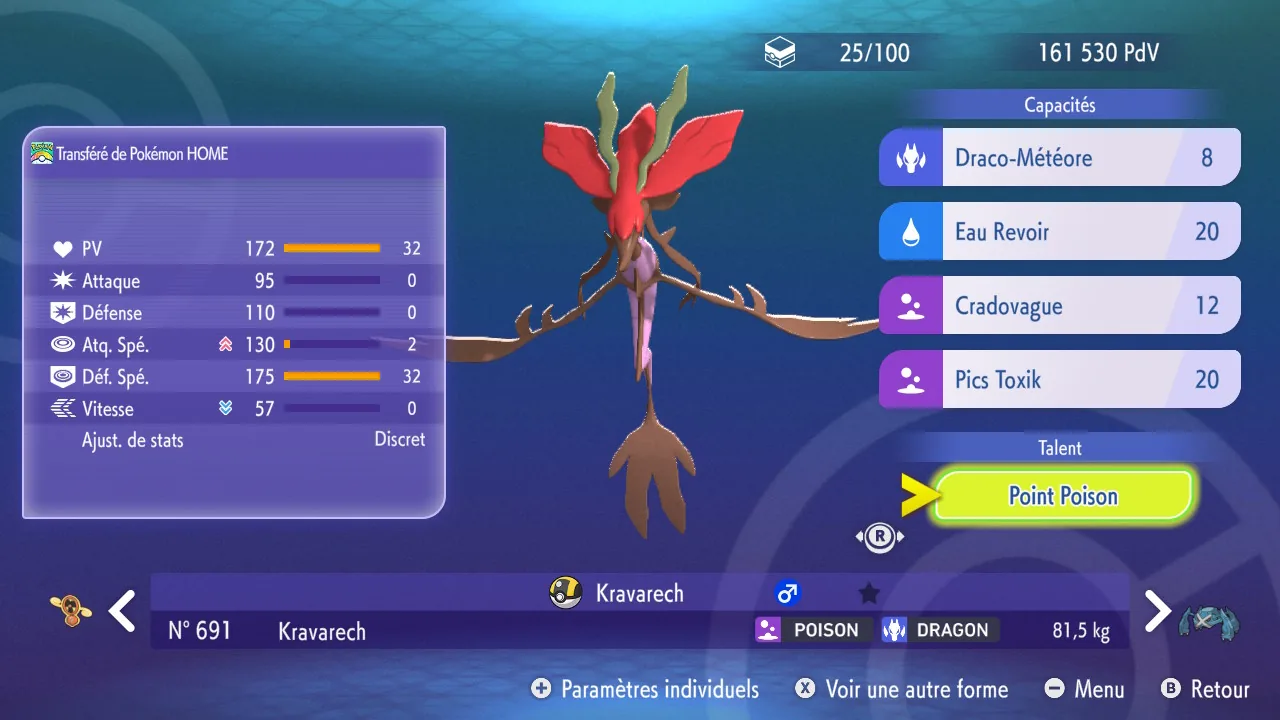 25/100
161 530 PdV
Transféré de Pokémon HOME
PV 172 32
Attaque 95 0
Défense 110 0
Atq. Spé. 130 2
Déf. Spé. 175 32
Vitesse 57 0
Ajust. de stats Discret
Capacités
Draco-Météore 8
Eau Revoir 20
Cradovague 12
Pics Toxik 20
Talent
Point Poison
R
Kravarech
N° 691 Kravarech POISON DRAGON 81,5 kg
Paramètres individuels X Voir une autre forme Menu B Retour